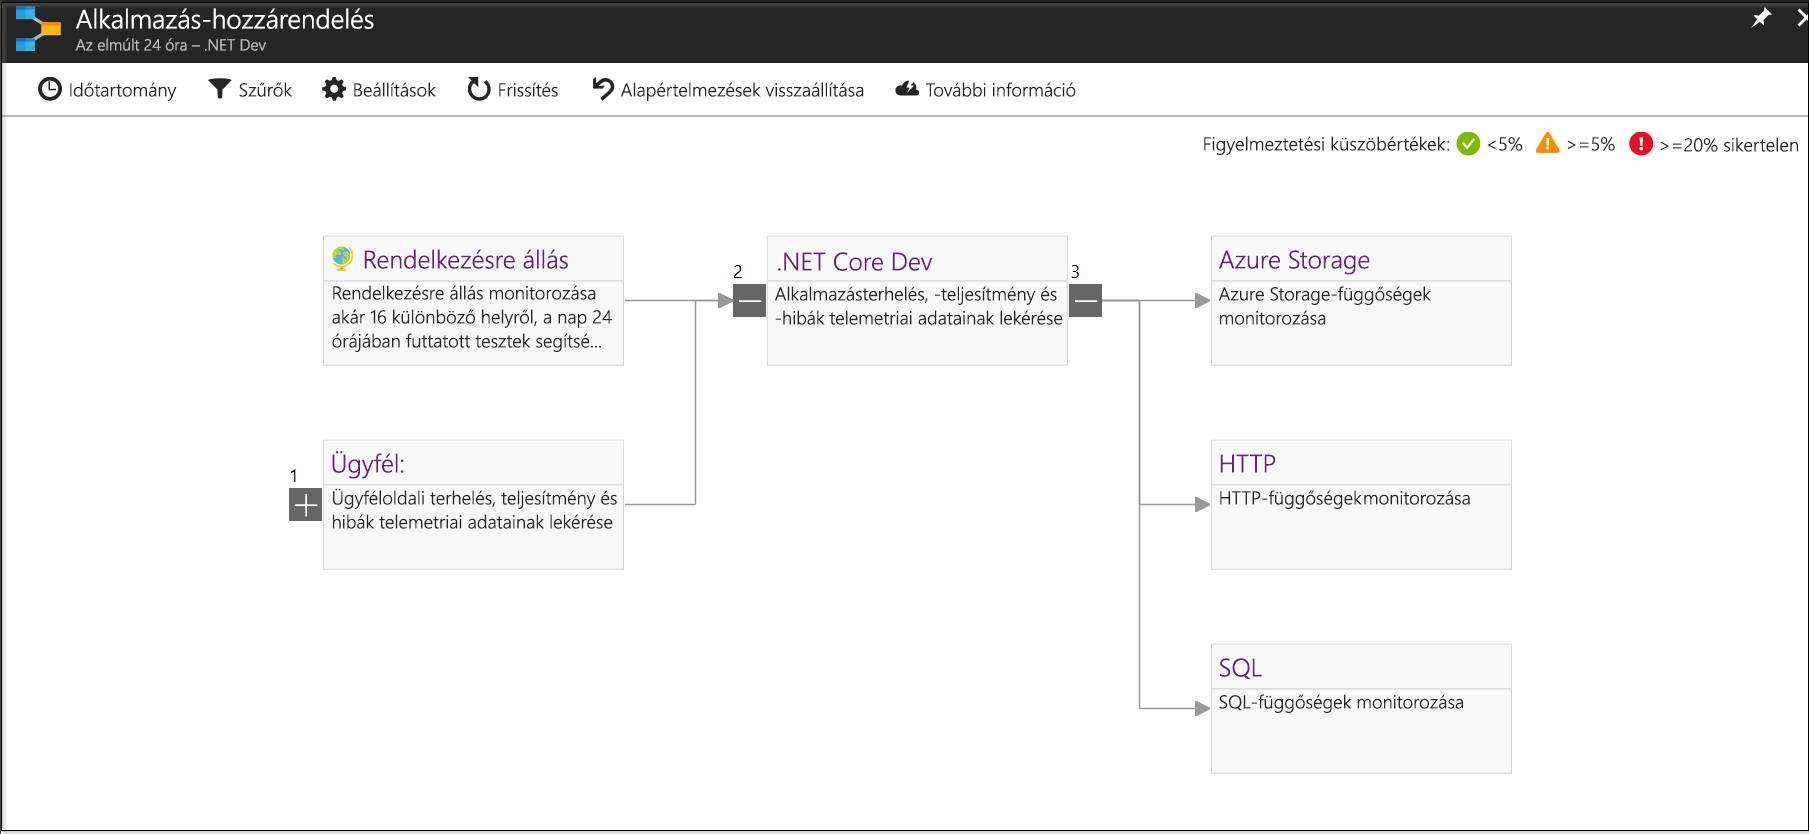 Alkalmazás-hozzárendelés
Az elmúlt 24 óra – .NET Dev
Időtartomány Szűrők Beállítások Frissítés Alapértelmezések visszaállítása További információ
Figyelmeztetési küszöbértékek: <5% >=5% >=20% sikertelen
Rendelkezésre állás
Rendelkezésre állás monitorozása
akár 16 különböző helyről, a nap 24
órájában futtatott tesztek segítsé...
2
.NET Core Dev
Alkalmazásterhelés, -teljesítmény és
-hibák telemetriai adatainak lekérése
3
Azure Storage
Azure Storage-függőségek
monitorozása
1
Ügyfél:
Ügyféloldali terhelés, teljesítmény és
hibák telemetriai adatainak lekérése
HTTP
HTTP-függőségekmonitorozása
SQL
SQL-függőségek monitorozása